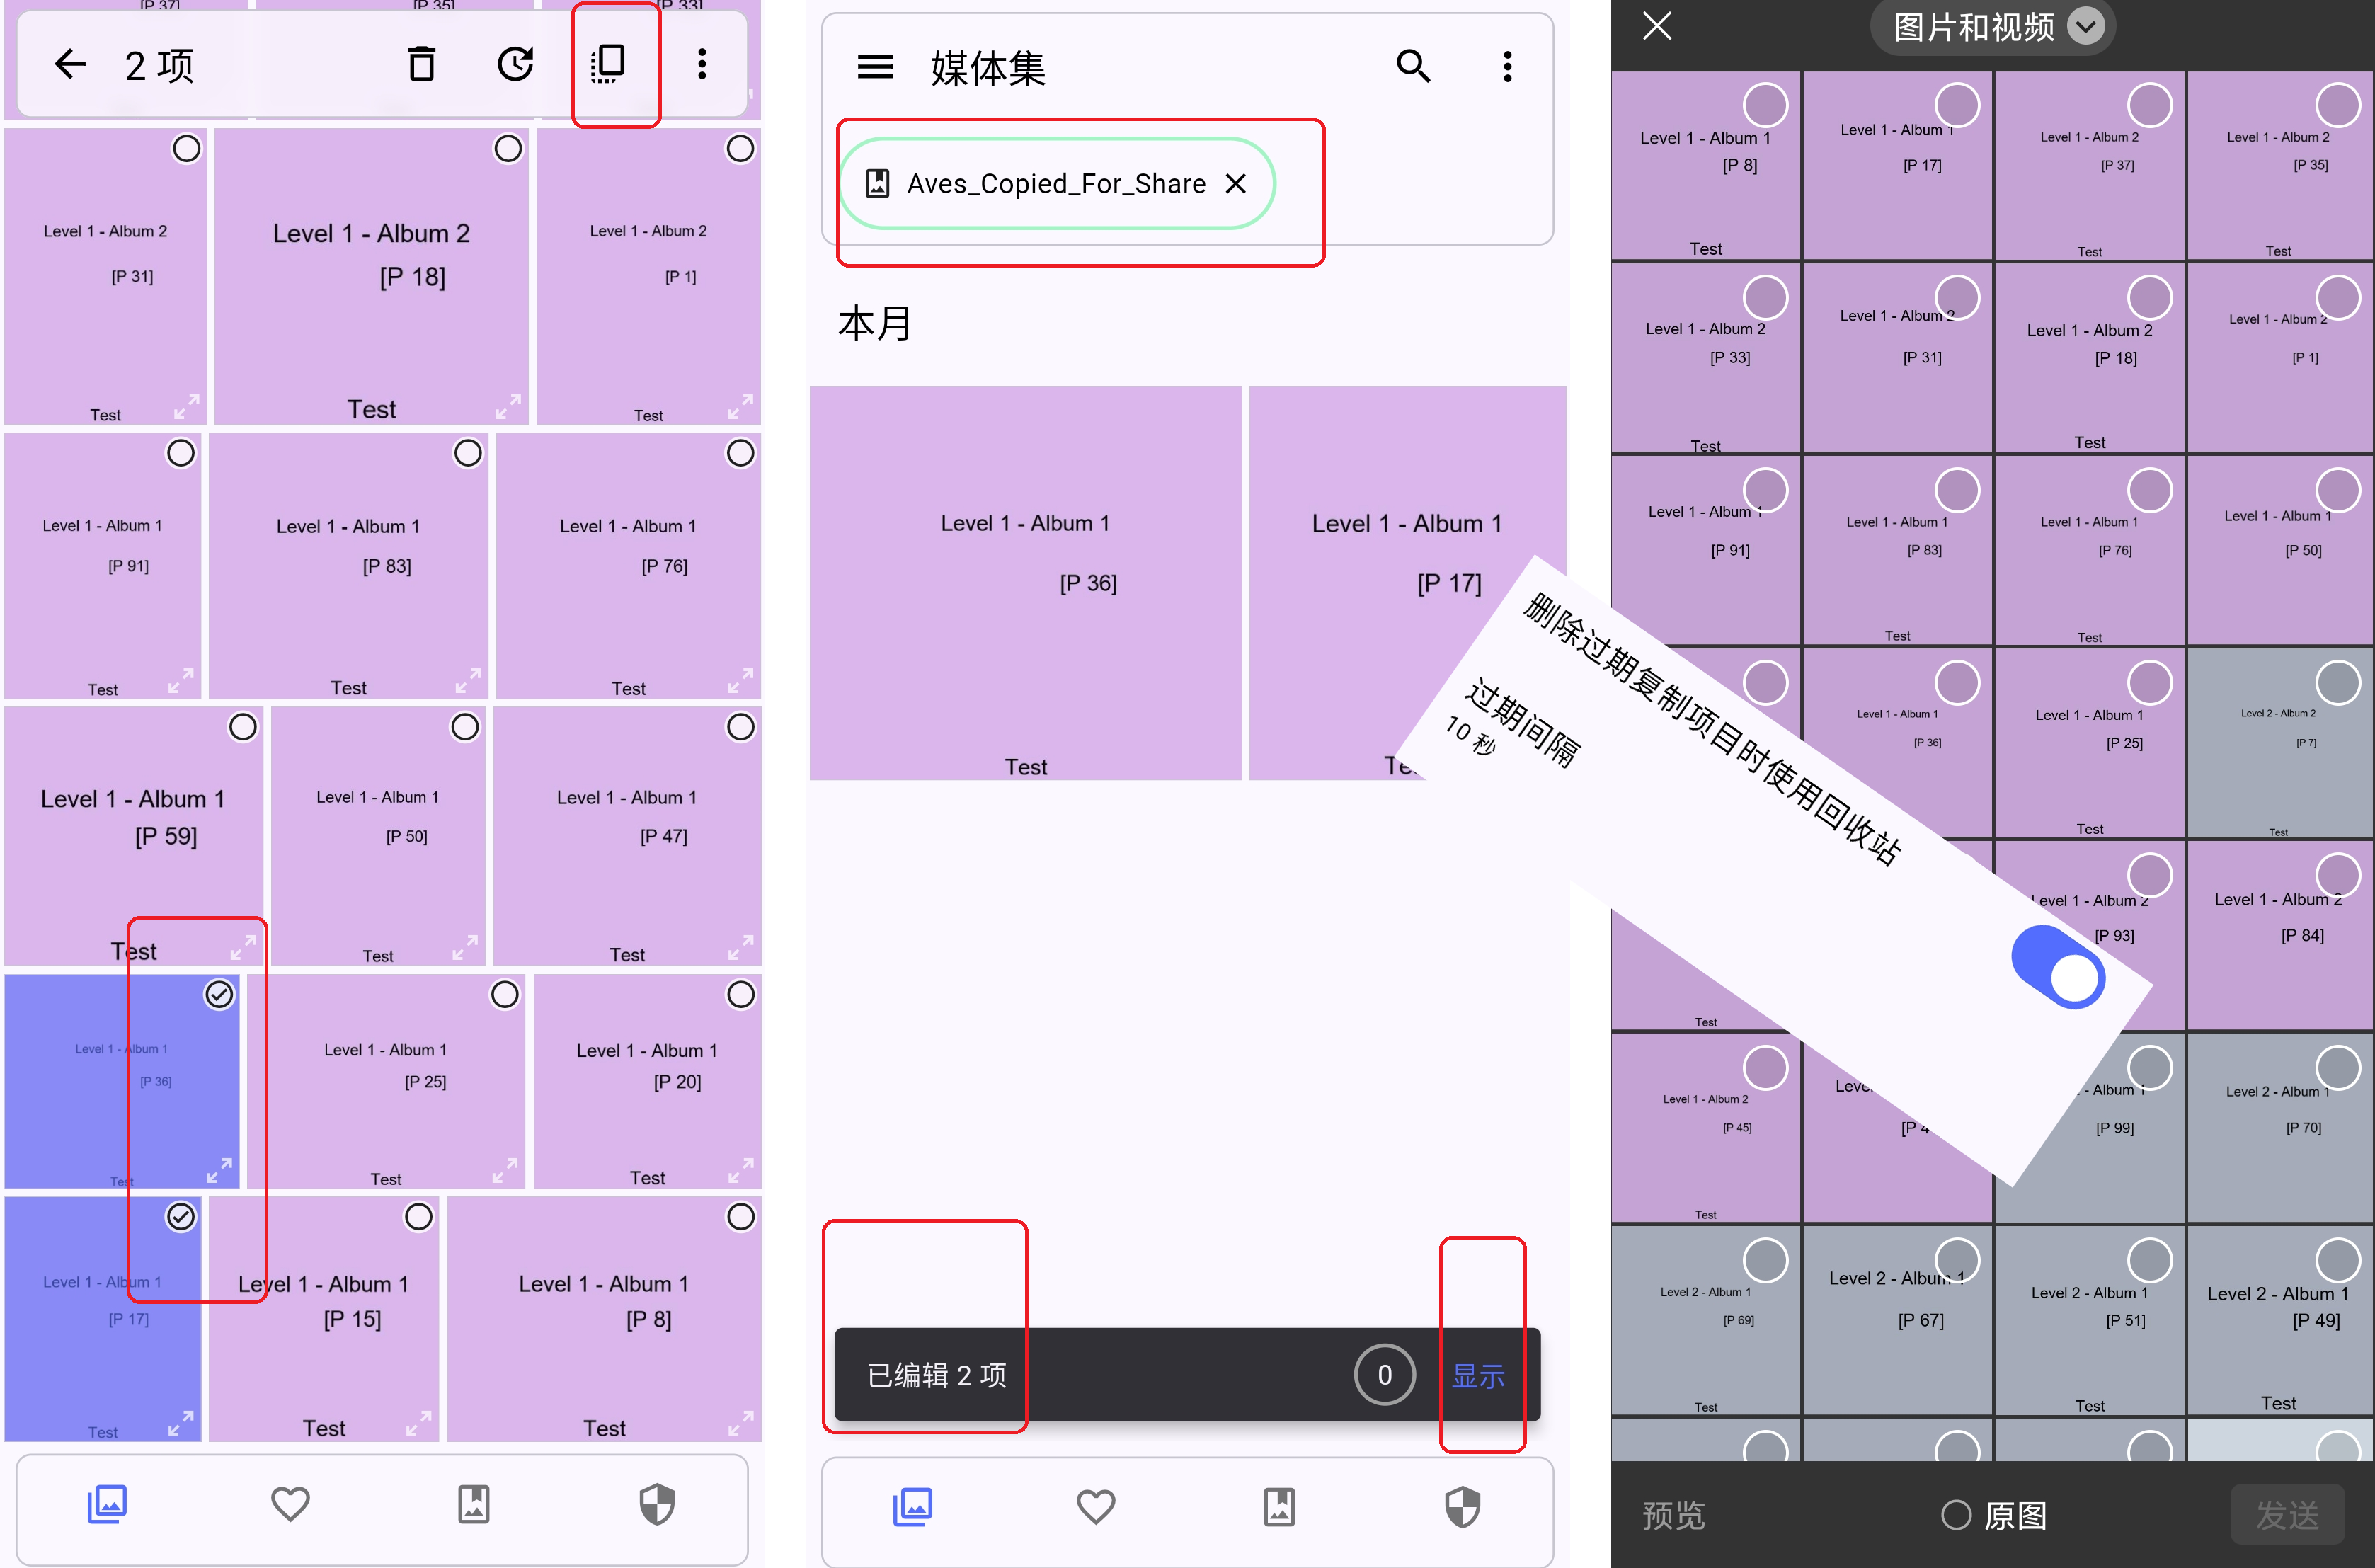 [P 37]
[P 35]
[P 33]
2 项
Level 1 - Album 2
[P 31]
Test
Level 1 - Album 2
[P 18]
Test
Level 1 - Album 2
[P 1]
Test
Level 1 - Album 1
[P 91]
Test
Level 1 - Album 1
[P 83]
Test
Level 1 - Album 1
[P 76]
Test
Level 1 - Album 1
[P 59]
Test
Level 1 - Album 1
[P 50]
Test
Level 1 - Album 1
[P 47]
Test
Level 1 - Album 1
[P 36]
Test
Level 1 - Album 1
[P 25]
Test
Level 1 - Album 1
[P 20]
Test
Level 1 - Album 1
[P 17]
Test
Level 1 - Album 1
[P 15]
Test
Level 1 - Album 1
[P 8]
Test
媒体集
Aves_Copied_For_Share
本月
Level 1 - Album 1
[P 36]
Test
Level 1 - Album 1
[P 17]
已编辑 2 项
0
显示
删除过期复制项目时使用回收站
过期间隔
10 秒
图片和视频
Level 1 - Album 1
[P 8]
Test
Level 1 - Album 1
[P 17]
Level 1 - Album 2
[P 37]
Test
Level 1 - Album 2
[P 35]
Test
Level 1 - Album 2
[P 33]
Test
Level 1 - Album 2
[P 31]
Level 1 - Album 2
[P 18]
Test
Level 1 - Album 2
[P 1]
Level 1 - Album 1
[P 91]
Level 1 - Album 1
[P 83]
Test
Level 1 - Album 1
[P 76]
Test
Level 1 - Album 1
[P 50]
Level 1 - Album 1
[P 36]
Level 1 - Album 1
[P 25]
Test
Level 2 - Album 2
[P 7]
Test
Test
Level 1 - Album 2
[P 93]
Level 1 - Album 2
[P 84]
Level 1 - Album 2
[P 45]
Test
- Album 1
[P 99]
Level 2 - Album 1
[P 70]
Level 2 - Album 1
[P 69]
Test
Level 2 - Album 1
[P 67]
Level 2 - Album 1
[P 51]
Test
Level 2 - Album 1
[P 49]
Test
预览
原图
发送